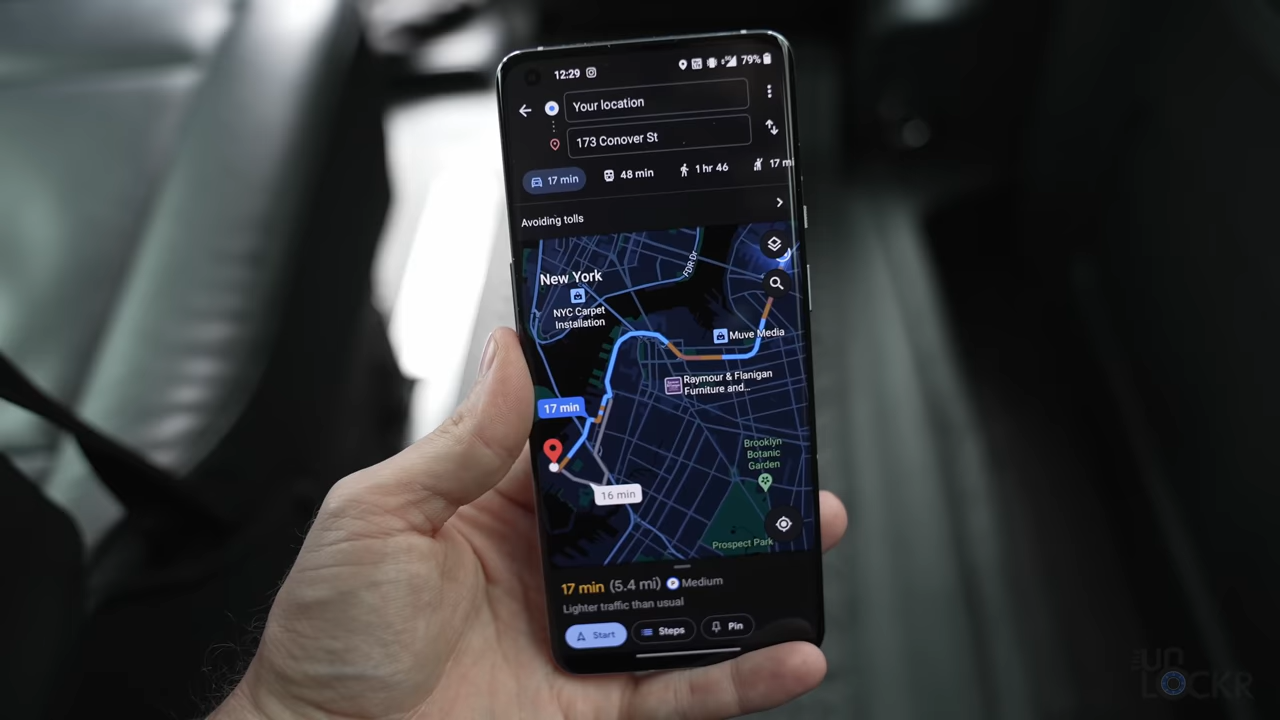 12:29
79%
Your location
173 Conover St
17 min
48 min
1 hr 46
17 m
Avoiding tolls
FDR Dr
New York
NYC Carpet
Installation
Muve Media
Raymour & Flanigan
Furniture and...
17 min
Brooklyn
Botanic
Garden
16 min
Prospect Park
17 min (5.4 mi) P Medium
Lighter traffic than usual
Start
Steps
Pin
UN
LOCKR